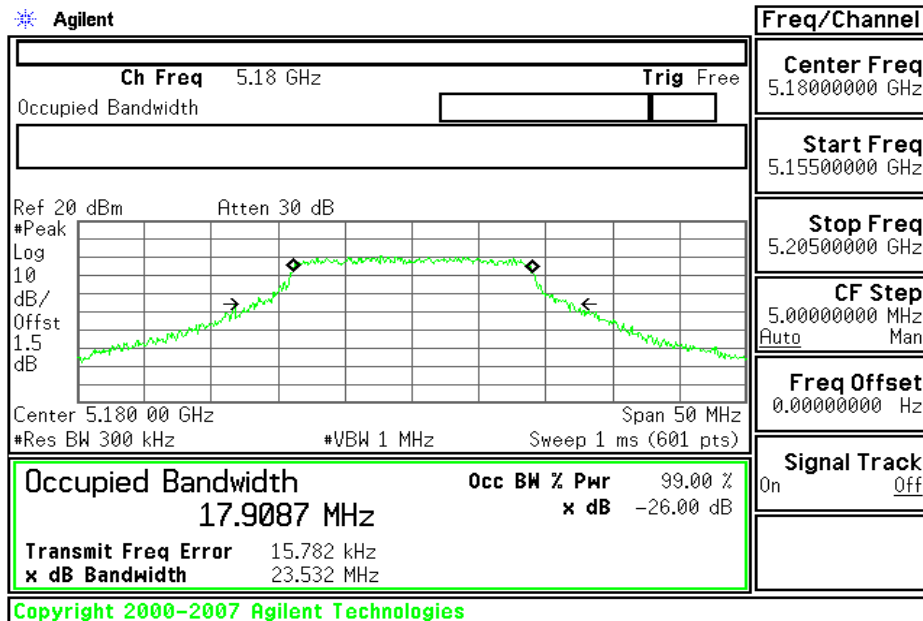 Agilent
Freq/Channel
Ch Freq 5.18 GHz Trig Free
Occupied Bandwidth
Center Freq
5.18000000 GHz
Start Freq
5.15500000 GHz
Stop Freq
5.20500000 GHz
CF Step
5.00000000 MHz
Auto Man
Freq Offset
0.00000000 Hz
Signal Track
On Off
Ref 20 dBm Atten 30 dB
#Peak
Log
10
dB/
Offst
1.5
dB
Center 5.180 00 GHz Span 50 MHz
#Res BW 300 kHz #VBW 1 MHz Sweep 1 ms (601 pts)
Occupied Bandwidth
17.9087 MHz
Occ BW % Pwr 99.00 %
x dB -26.00 dB
Transmit Freq Error 15.782 kHz
x dB Bandwidth 23.532 MHz
Copyright 2000-2007 Agilent Technologies